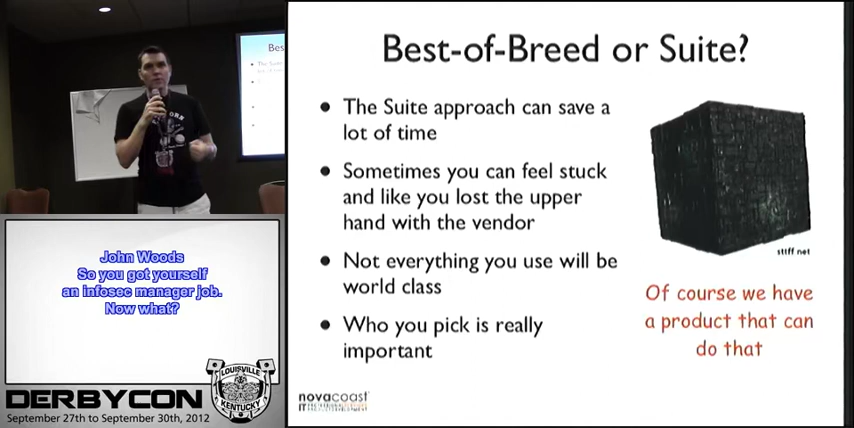 Best-of-Breed or Suite?
• The Suite approach can save a
lot of time
• Sometimes you can feel stuck
and like you lost the upper
hand with the vendor
• Not everything you use will be
world class
• Who you pick is really
important
stiff net
Of course we have
a product that can
do that
novacoast
John Woods
So you got yourself
an infosec manager job.
Now what?
DERBYCON
LOUISVILLE
KENTUCKY
September 27th to September 30th, 2012